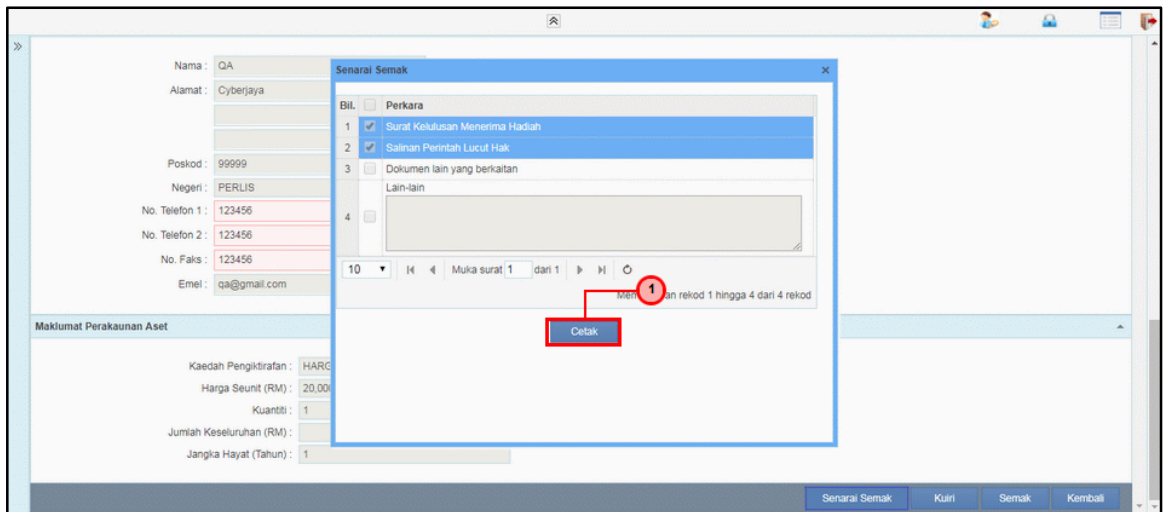 Nama : QA
Alamat : Cyberjaya
Poskod : 99999
Negeri : PERLIS
No. Telefon 1 : 123456
No. Telefon 2 : 123456
No. Faks : 123456
Emel : qa@gmail.com
Senarai Semak
Bil. Perkara
1 Surat Kelulusan Menerima Hadiah
2 Salinan Perintah Lucut Hak
3 Dokumen lain yang berkaitan
Lain-lain
4
10 Muka surat 1 dari 1
1
rekod 1 hingga 4 dari 4 rekod
Cetak
Maklumat Perakaunan Aset
Kaedah Pengiktirafan : HARG
Harga Seunit (RM) : 20,00
Kuantiti : 1
Jumlah Keseluruhan (RM) :
Jangka Hayat (Tahun) : 1
Senarai Semak Kuiri Semak Kembali